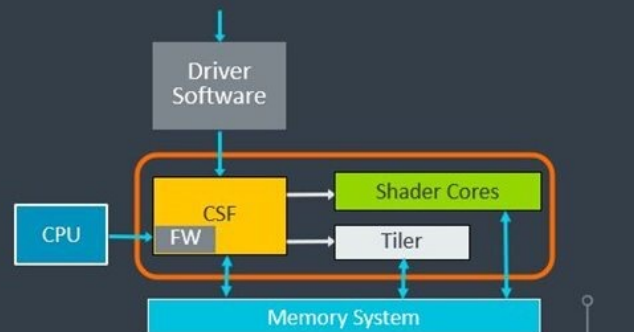 Driver
Software
Shader Cores
CSF
CPU
FW
Tiler
Memory System